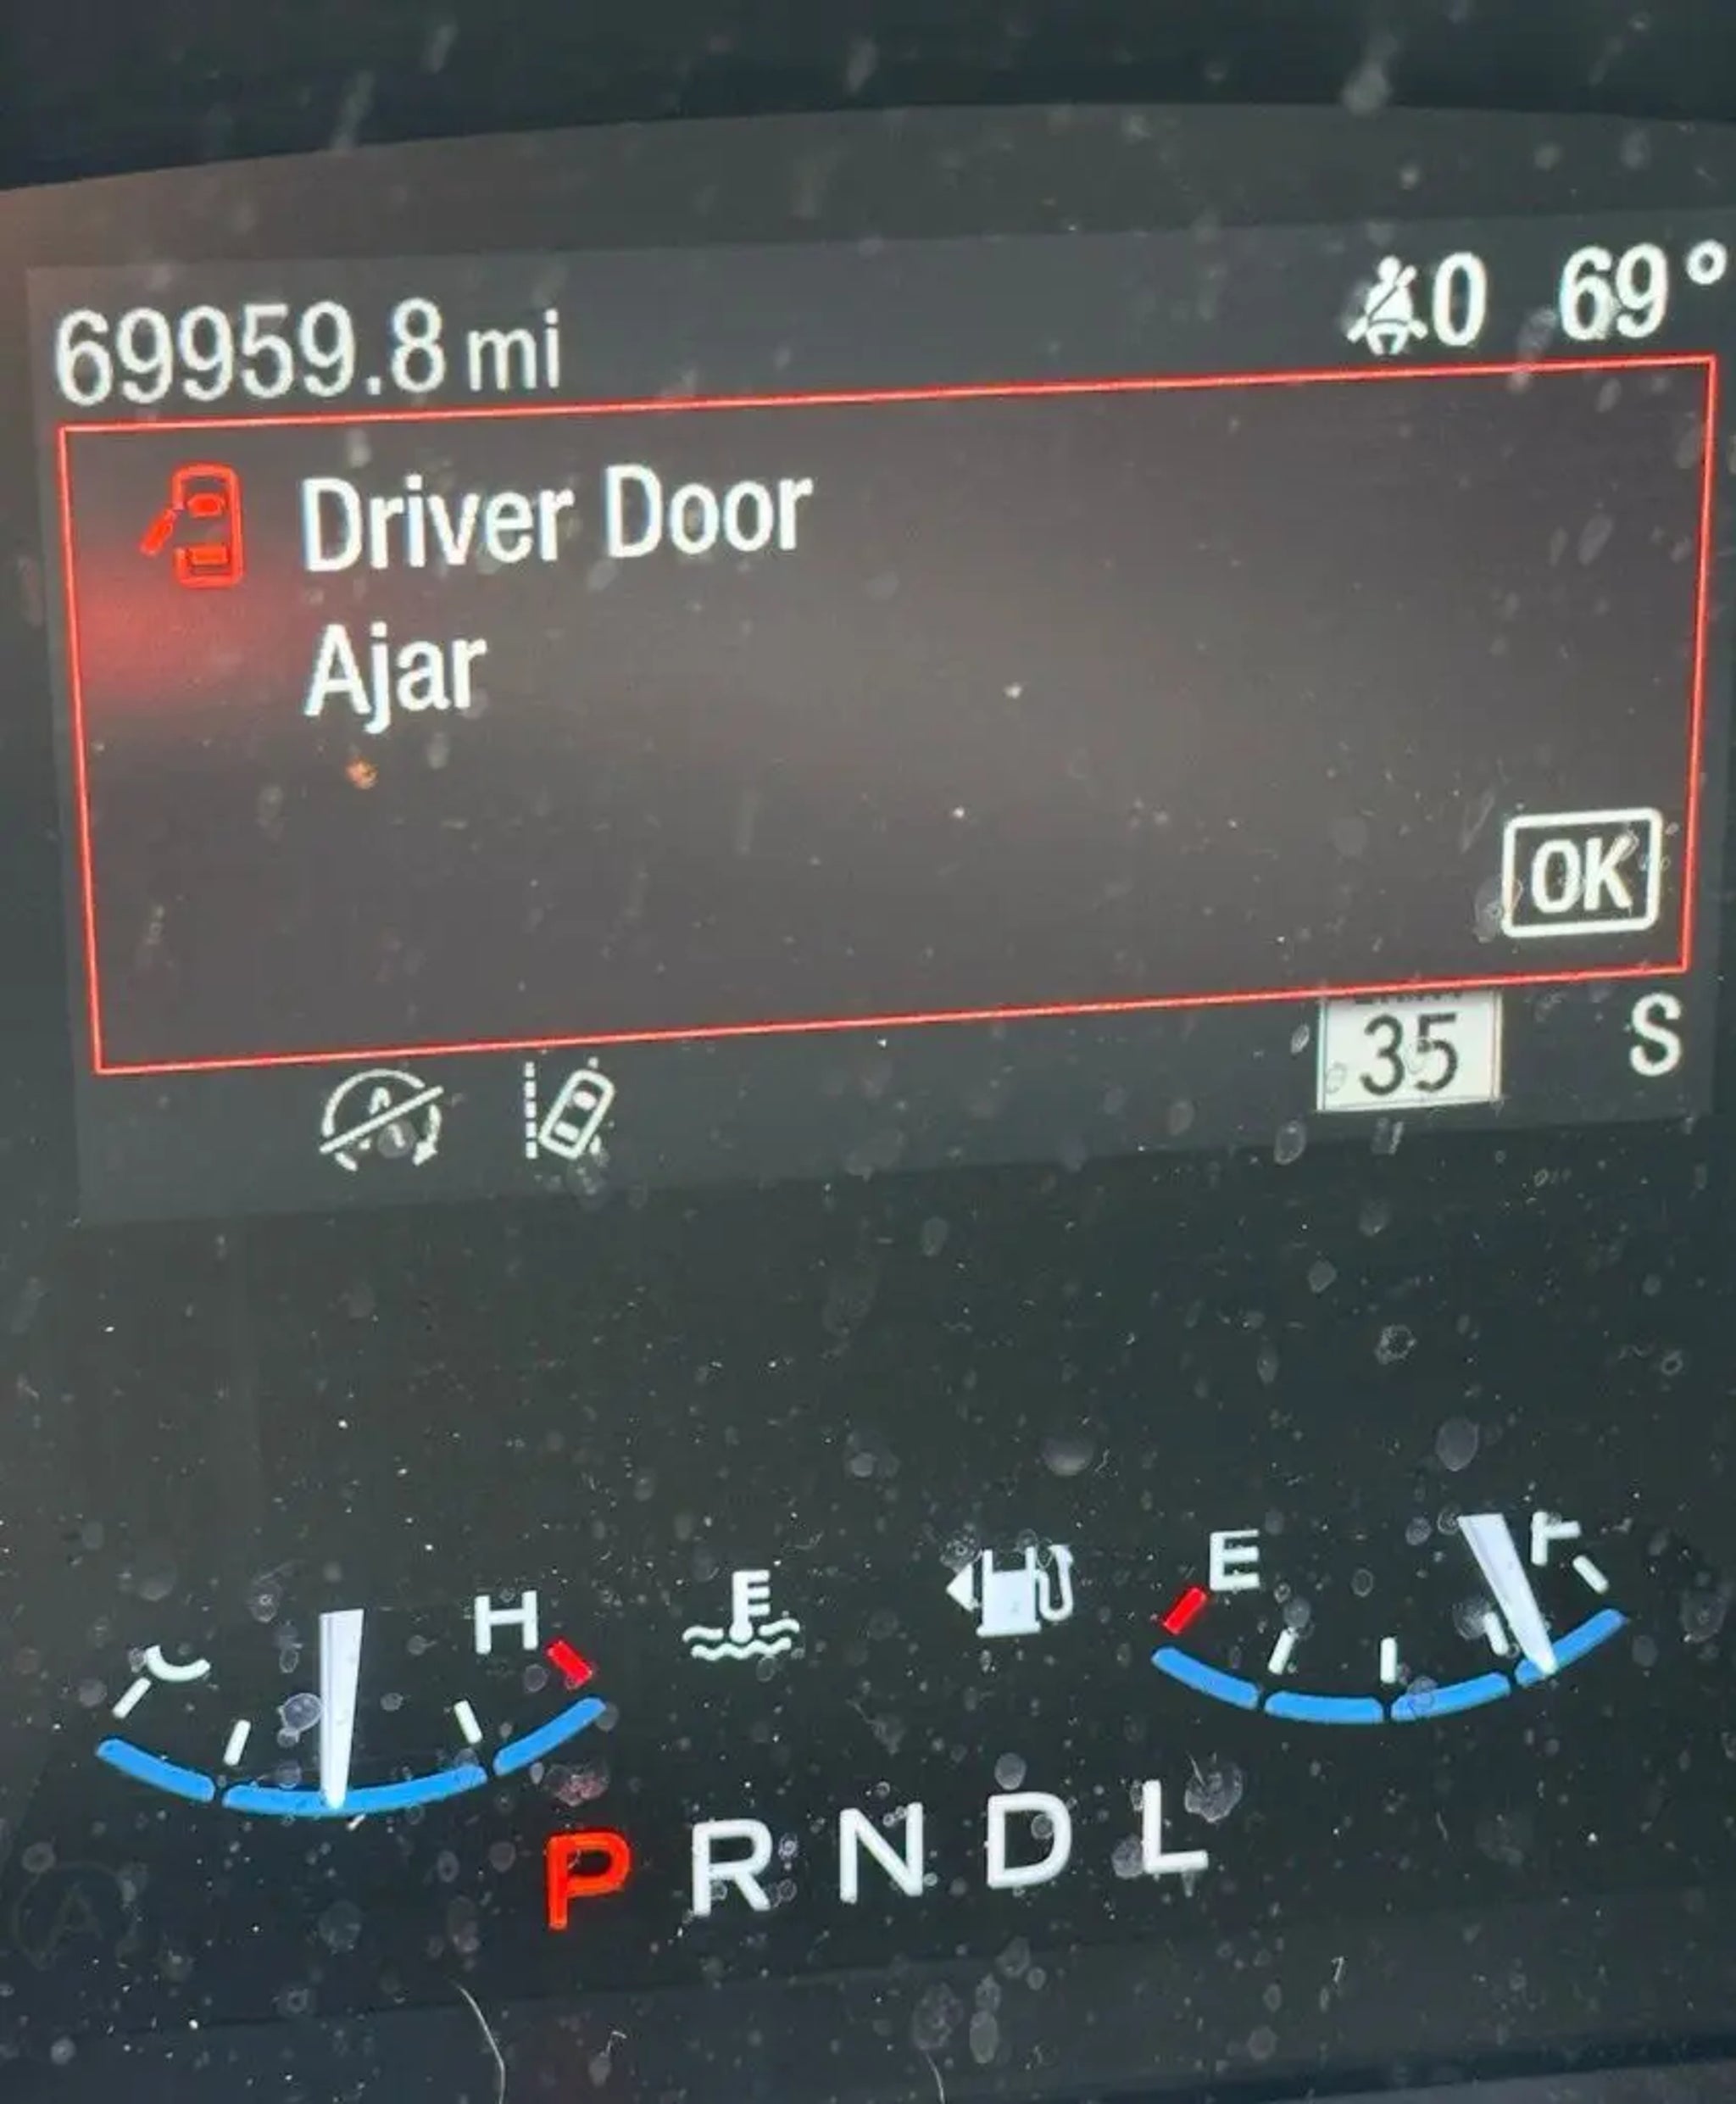 69959.8 mi
0 69°
Driver Door
Ajar
OK
35
S
H
E
F
P R N D L